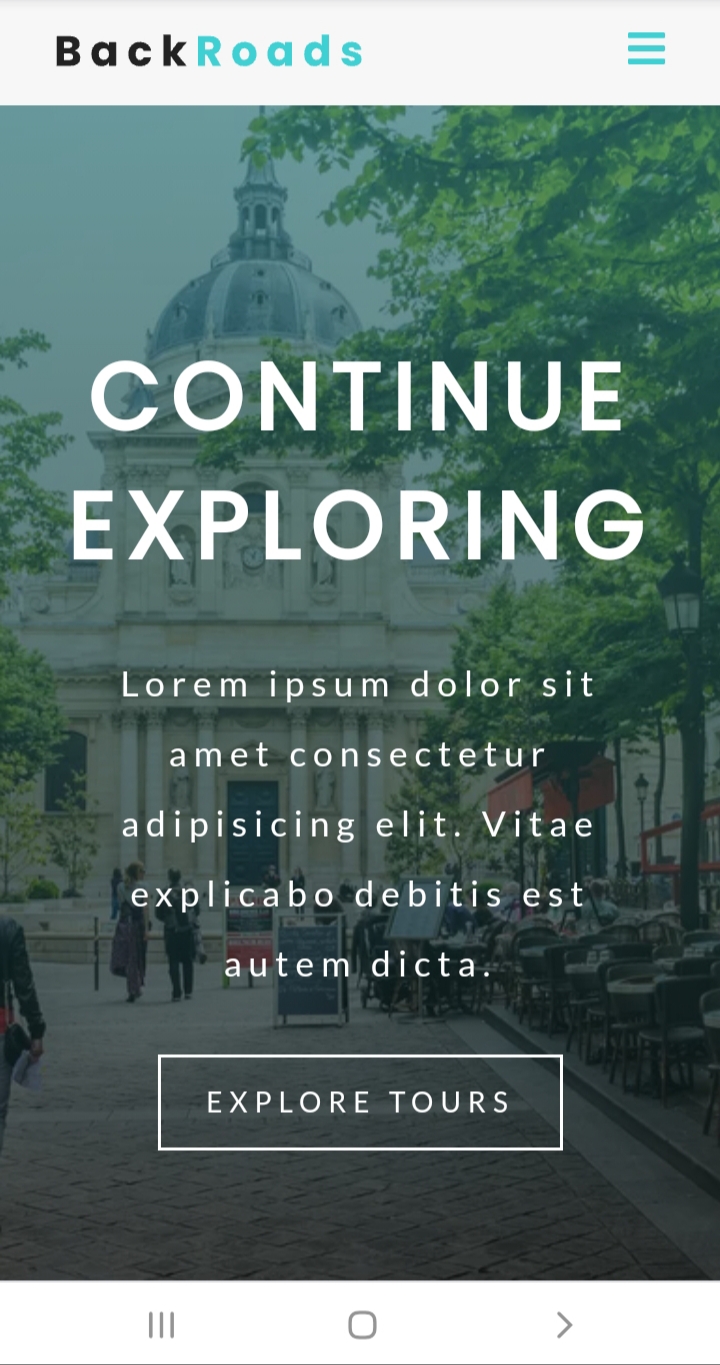 BackRoads
CONTINUE
EXPLORING
Lorem ipsum dolor sit
amet consectetur
adipisicing elit. Vitae
explicabo debitis est
autem dicta.
EXPLORE TOURS